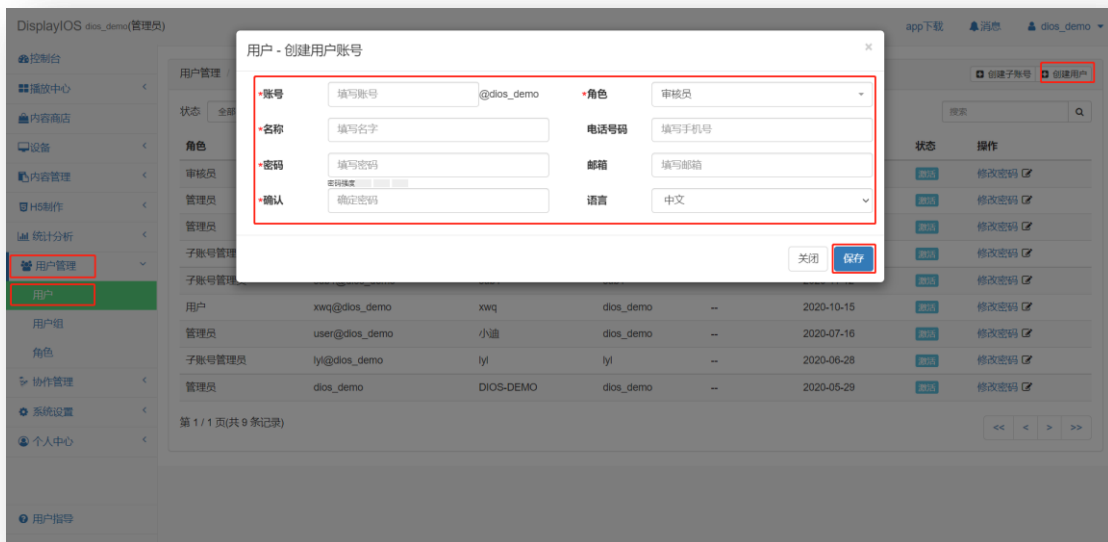 DisplayIOS dios_demo(管理员)
app下载 消息 dios_demo
控制台
播放中心
内容商店
设备
内容管理
H5制作
统计分析
用户管理
用户
用户组
角色
协作管理
系统设置
个人中心
用户指导
用户管理 /
创建子账号 创建用户
状态 全部
搜索
用户 - 创建用户账号 ×
*账号 填写账号 @dios_demo *角色 审核员
*名称 填写名字 电话号码 填写手机号
*密码 填写密码 邮箱 填写邮箱
密码强度
*确认 确定密码 语言 中文
关闭 保存
角色 状态 操作
审核员 激活 修改密码
管理员 激活 修改密码
管理员 激活 修改密码
子账号管理 激活 修改密码
子账号管理 激活 修改密码
用户 xwq@dios_demo xwq dios_demo -- 2020-10-15 激活 修改密码
管理员 user@dios_demo 小迪 dios_demo -- 2020-07-16 激活 修改密码
子账号管理员 lyl@dios_demo lyl lyl -- 2020-06-28 激活 修改密码
管理员 dios_demo DIOS-DEMO dios_demo -- 2020-05-29 激活 修改密码
第 1 / 1 页(共 9 条记录)
<< < > >>